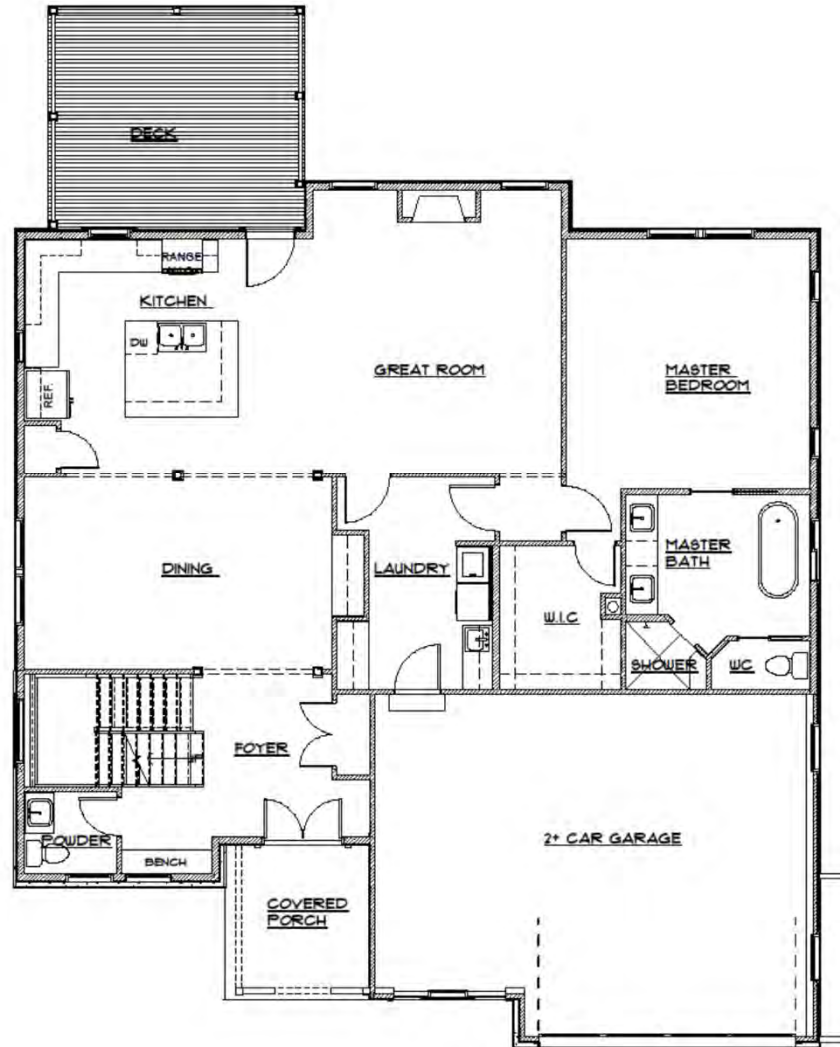 DECK
RANGE
KITCHEN
DW
REF.
GREAT ROOM
MASTER
BEDROOM
DINING
LAUNDRY
MASTER
BATH
W.I.C
SHOWER
WC
FOYER
POWDER
BENCH
2+ CAR GARAGE
COVERED
PORCH